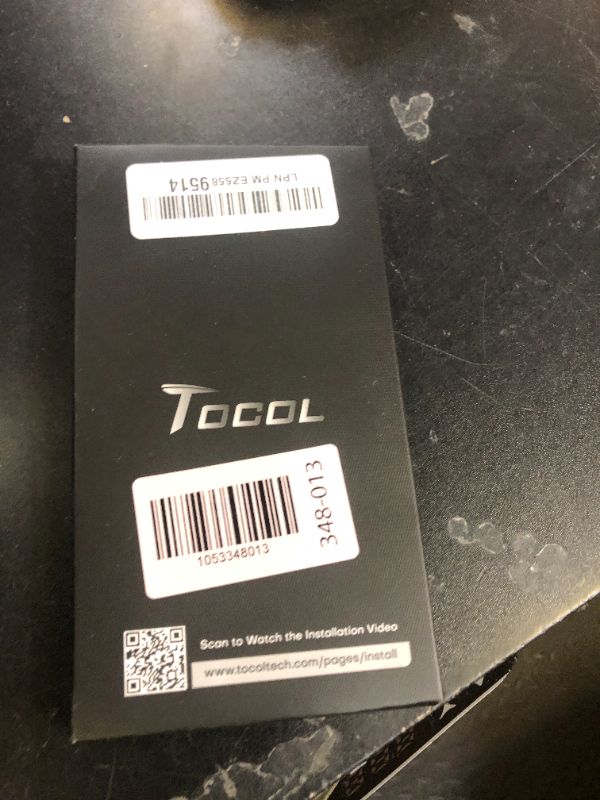 LPN PM EZ558 9514
TOCOL
1053348013
348-013
Scan to Watch the Installation Video
www.tocoltech.com/pages/install